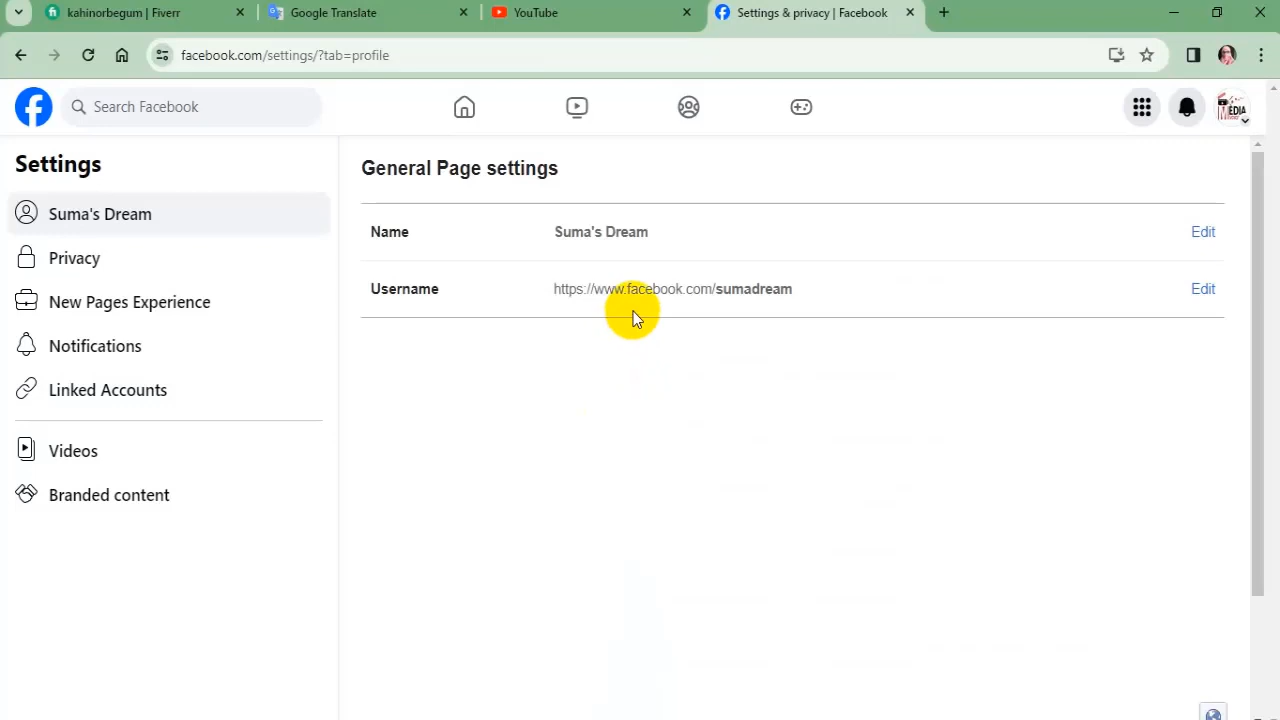 kahinorbegum | Fiverr
Google Translate
YouTube
Settings & privacy | Facebook
facebook.com/settings/?tab=profile
Search Facebook
MEDIA
Settings
General Page settings
Suma's Dream
Name Suma's Dream Edit
Privacy
Username https://www.facebook.com/sumadream Edit
New Pages Experience
Notifications
Linked Accounts
Videos
Branded content